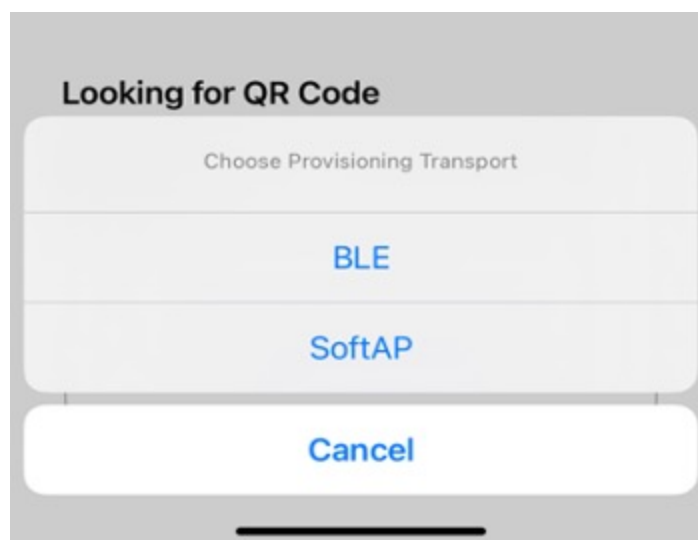 Looking for QR Code
Choose Provisioning Transport
BLE
SoftAP
Cancel